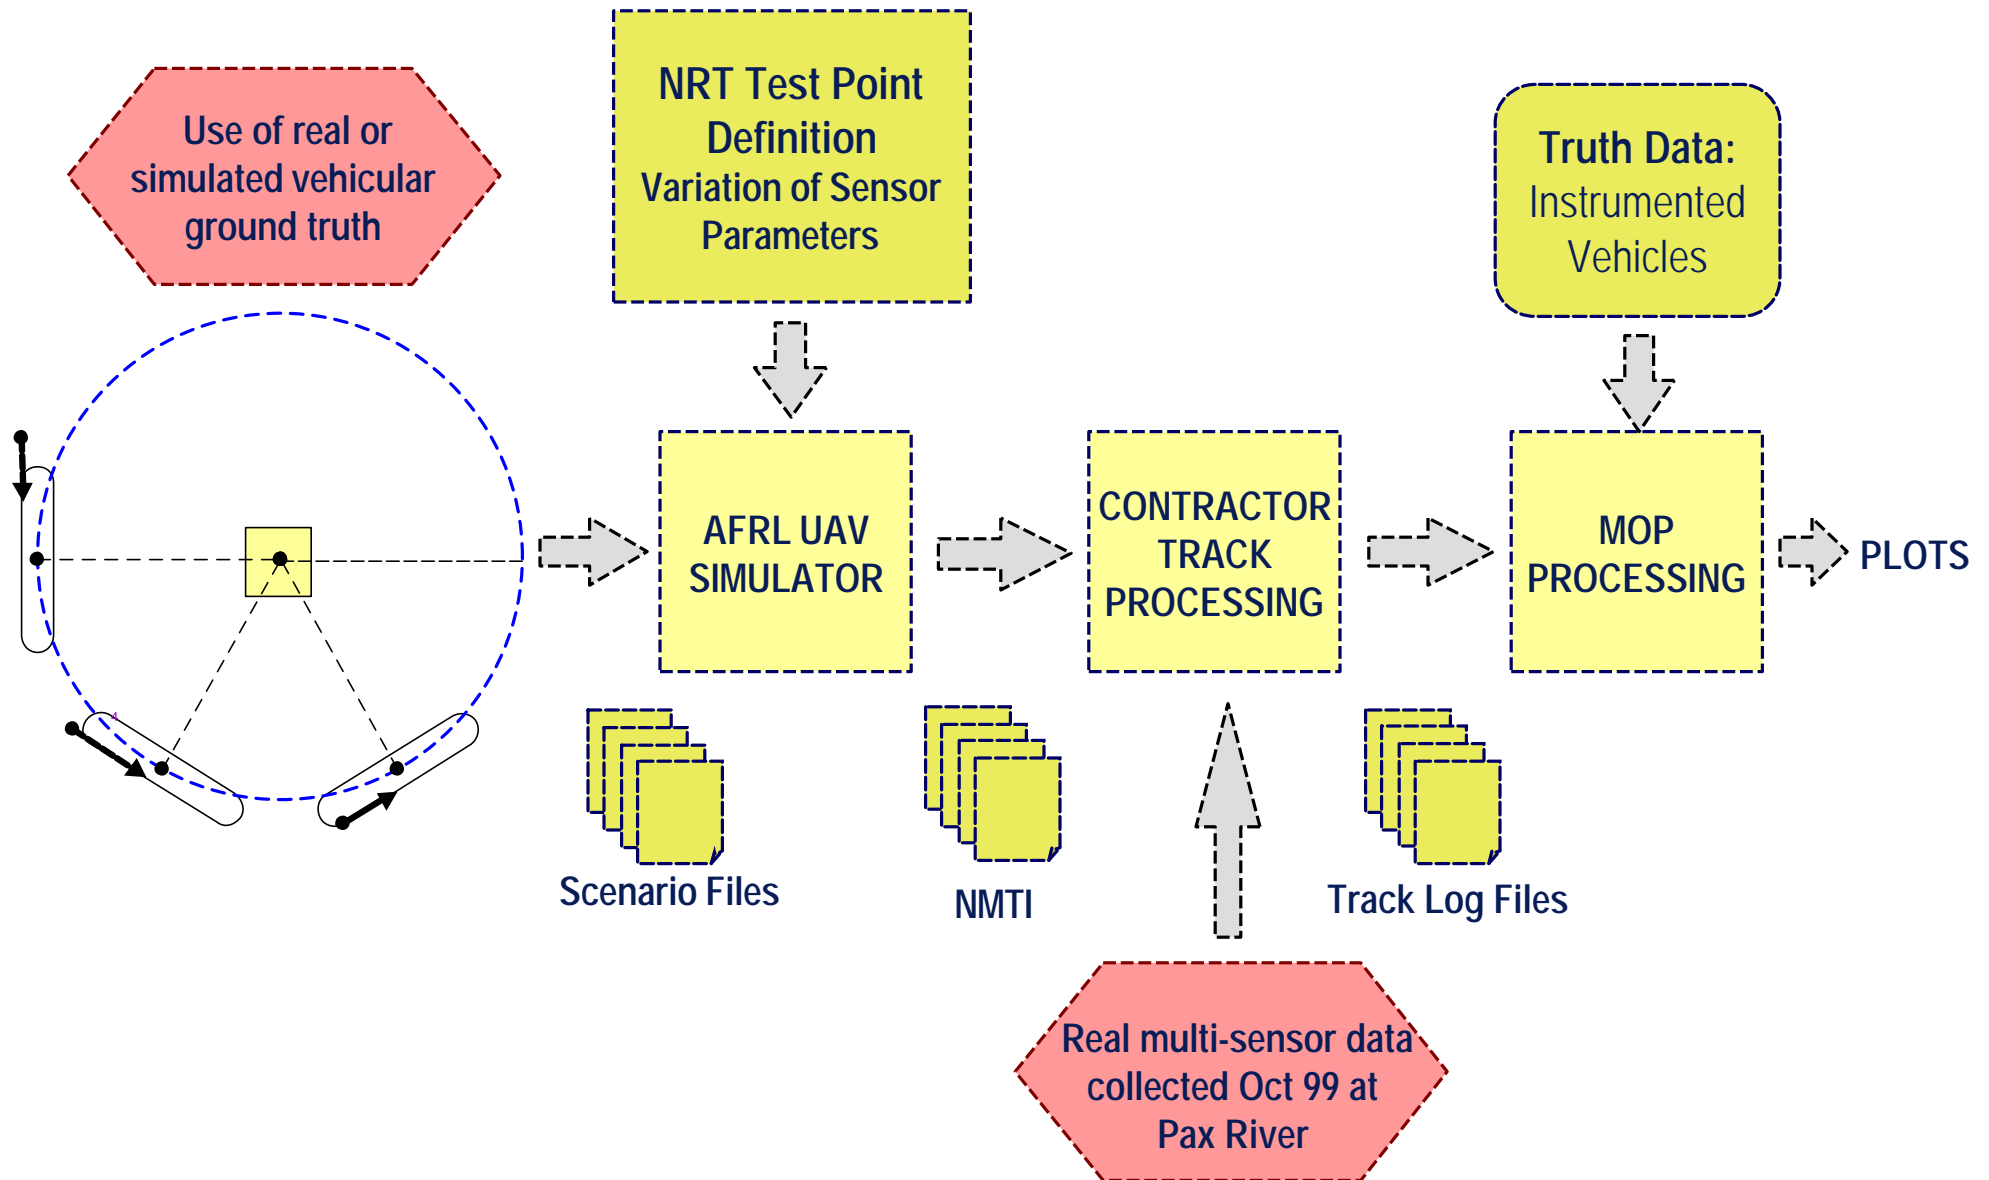 Use of real or
simulated vehicular
ground truth
NRT Test Point
Definition
Variation of Sensor
Parameters
Truth Data:
Instrumented
Vehicles
AFRL UAV
SIMULATOR
CONTRACTOR
TRACK
PROCESSING
MOP
PROCESSING
PLOTS
4
Scenario Files
NMTI
Track Log Files
Real multi-sensor data
collected Oct 99 at
Pax River